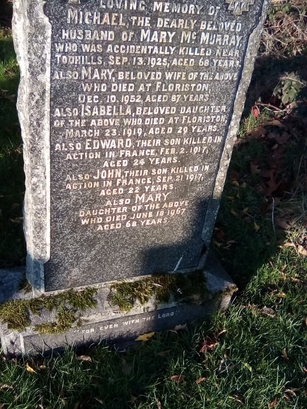 LOVING MEMORY OF
MICHAEL, THE DEARLY BELOVED
HUSBAND OF MARY MCMURRAY
WHO WAS ACCIDENTALLY KILLED NEAR
TODHILLS, SEP. 13, 1925, AGED 68 YEARS.
ALSO MARY, BELOVED WIFE OF THE ABOVE
WHO DIED AT FLORISTON,
DEC. 10, 1952, AGED 87 YEARS.
ALSO ISABELLA, BELOVED DAUGHTER
OF THE ABOVE WHO DIED AT FLORISTON,
MARCH 23, 1919, AGED 29 YEARS.
ALSO EDWARD, THEIR SON KILLED IN
ACTION IN FRANCE, FEB. 2, 1917,
AGED 24 YEARS.
ALSO JOHN, THEIR SON KILLED IN
ACTION IN FRANCE, SEP. 21, 1917,
AGED 22 YEARS
ALSO MARY
DAUGHTER OF THE ABOVE
WHO DIED JUNE 18 1967
AGED 68 YEARS
FOR EVER WITH THE LORD